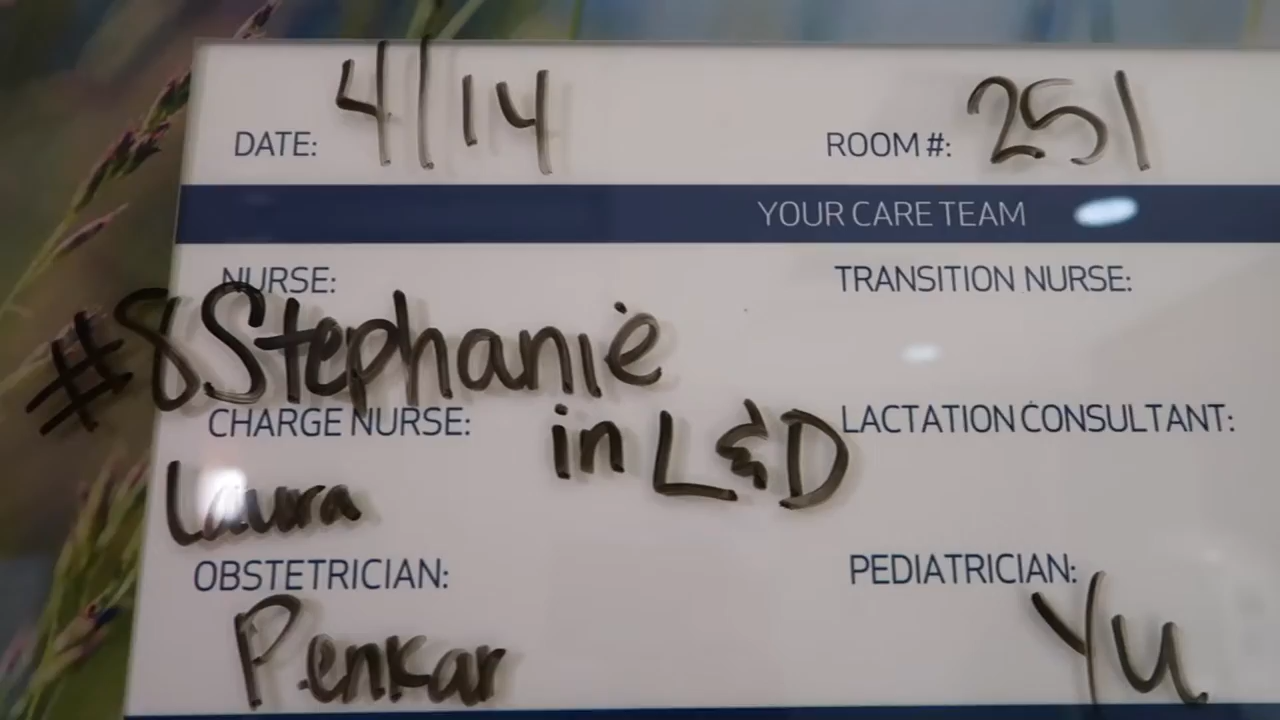 DATE: 4/14 ROOM #: 251
YOUR CARE TEAM
NURSE: TRANSITION NURSE:
#8 Stephanie
in L&D
CHARGE NURSE: LACTATION CONSULTANT:
Laura
OBSTETRICIAN: PEDIATRICIAN:
Penkar Yu